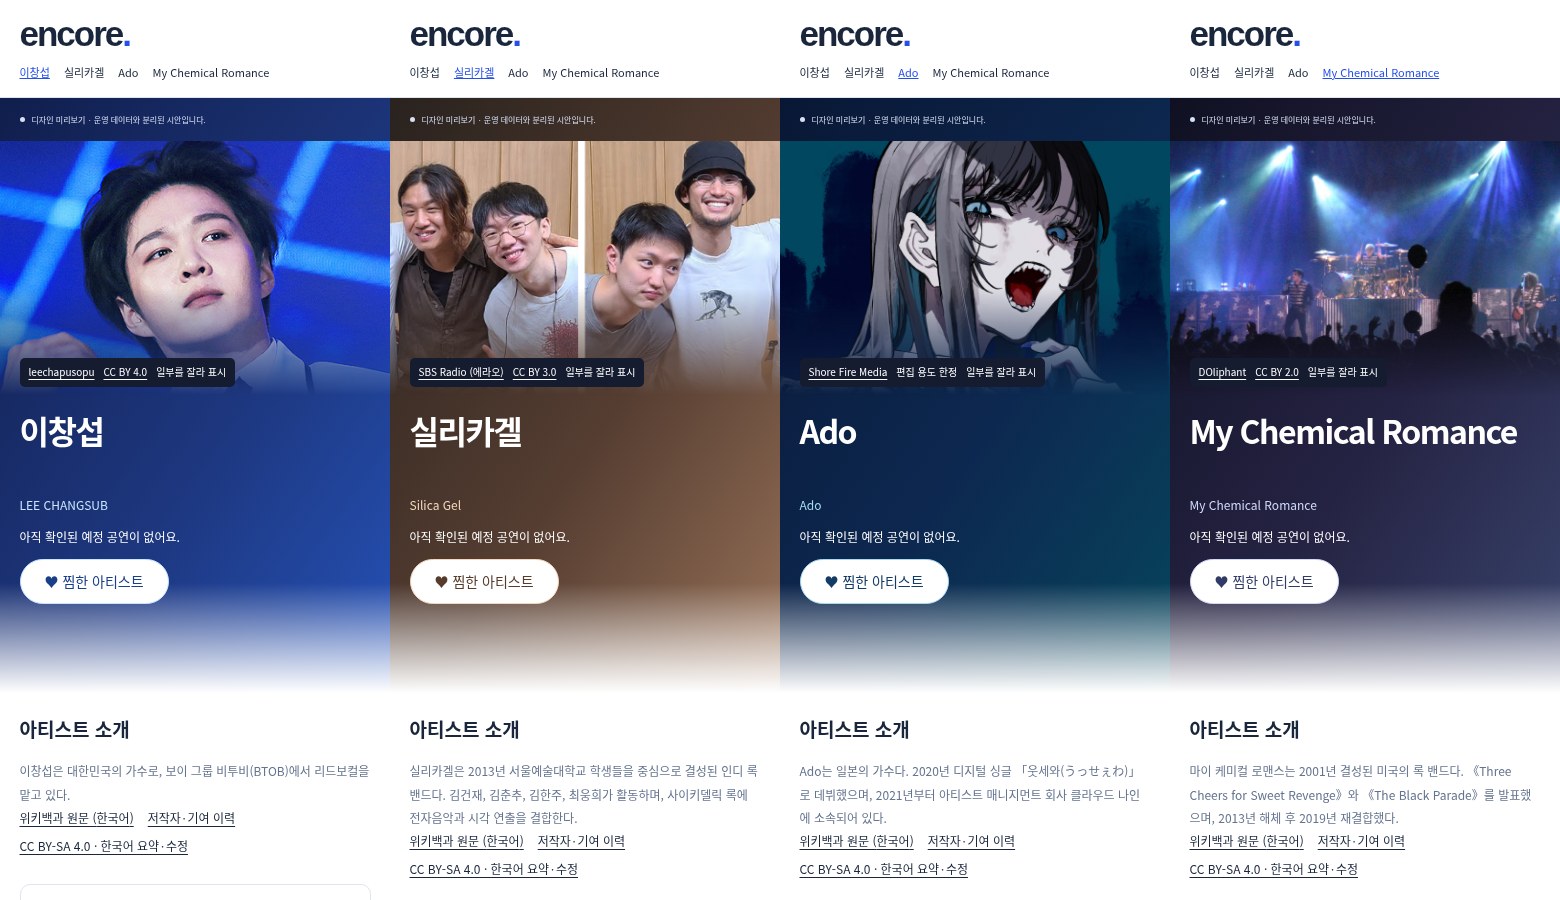 encore.
이창섭 실리카겔 Ado My Chemical Romance
디자인 미리보기 · 운영 데이터와 분리된 시안입니다.
leechapusopu CC BY 4.0 일부를 잘라 표시
이창섭
LEE CHANGSUB
아직 확인된 예정 공연이 없어요.
♥ 찜한 아티스트
아티스트 소개
이창섭은 대한민국의 가수로, 보이 그룹 비투비(BTOB)에서 리드보컬을
맡고 있다.
위키백과 원문 (한국어) 저작자·기여 이력
CC BY-SA 4.0 · 한국어 요약·수정
encore.
이창섭 실리카겔 Ado My Chemical Romance
디자인 미리보기 · 운영 데이터와 분리된 시안입니다.
SBS Radio (에라오) CC BY 3.0 일부를 잘라 표시
실리카겔
Silica Gel
아직 확인된 예정 공연이 없어요.
♥ 찜한 아티스트
아티스트 소개
실리카겔은 2013년 서울예술대학교 학생들을 중심으로 결성된 인디 록
밴드다. 김건재, 김춘추, 김한주, 최웅희가 활동하며, 사이키델릭 록에
전자음악과 시각 연출을 결합한다.
위키백과 원문 (한국어) 저작자·기여 이력
CC BY-SA 4.0 · 한국어 요약·수정
encore.
이창섭 실리카겔 Ado My Chemical Romance
디자인 미리보기 · 운영 데이터와 분리된 시안입니다.
Shore Fire Media 편집 용도 한정 일부를 잘라 표시
Ado
Ado
아직 확인된 예정 공연이 없어요.
♥ 찜한 아티스트
아티스트 소개
Ado는 일본의 가수다. 2020년 디지털 싱글 「웃세와(うっせぇわ)」
로 데뷔했으며, 2021년부터 아티스트 매니지먼트 회사 클라우드 나인
에 소속되어 있다.
위키백과 원문 (한국어) 저작자·기여 이력
CC BY-SA 4.0 · 한국어 요약·수정
encore.
이창섭 실리카겔 Ado My Chemical Romance
디자인 미리보기 · 운영 데이터와 분리된 시안입니다.
DOliphant CC BY 2.0 일부를 잘라 표시
My Chemical Romance
My Chemical Romance
아직 확인된 예정 공연이 없어요.
♥ 찜한 아티스트
아티스트 소개
마이 케미컬 로맨스는 2001년 결성된 미국의 록 밴드다. 《Three
Cheers for Sweet Revenge》와 《The Black Parade》를 발표했
으며, 2013년 해체 후 2019년 재결합했다.
위키백과 원문 (한국어) 저작자·기여 이력
CC BY-SA 4.0 · 한국어 요약·수정